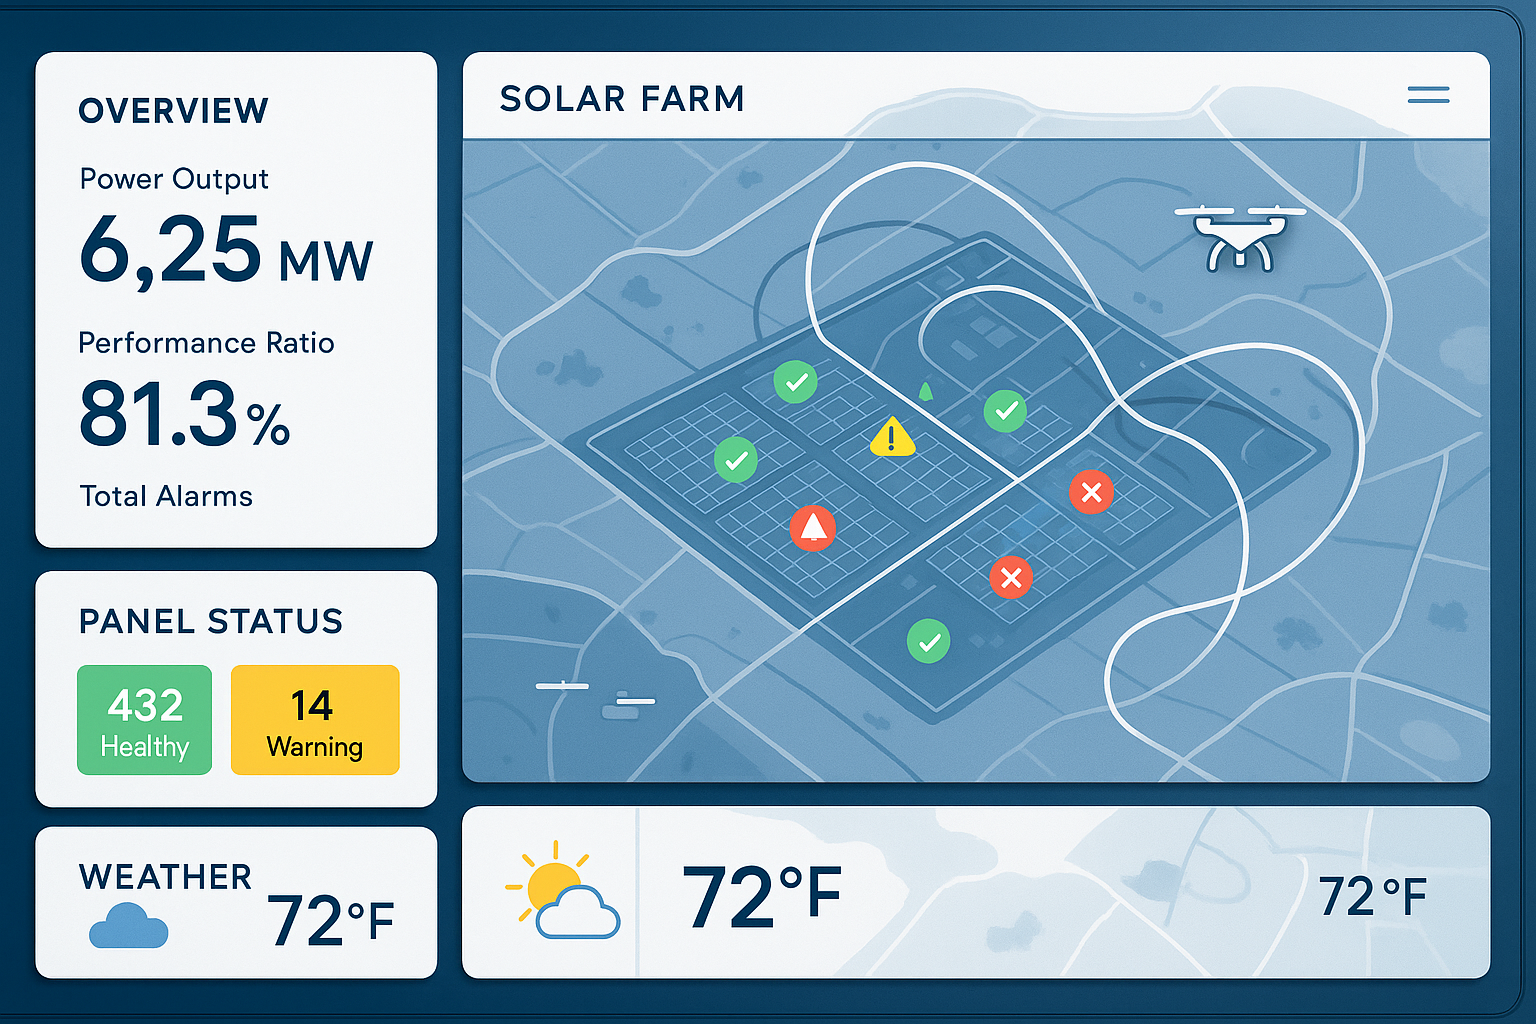 OVERVIEW
Power Output
6,25 MW
Performance Ratio
81.3 %
Total Alarms
PANEL STATUS
432
Healthy
14
Warning
WEATHER
72°F
SOLAR FARM
72°F
72°F